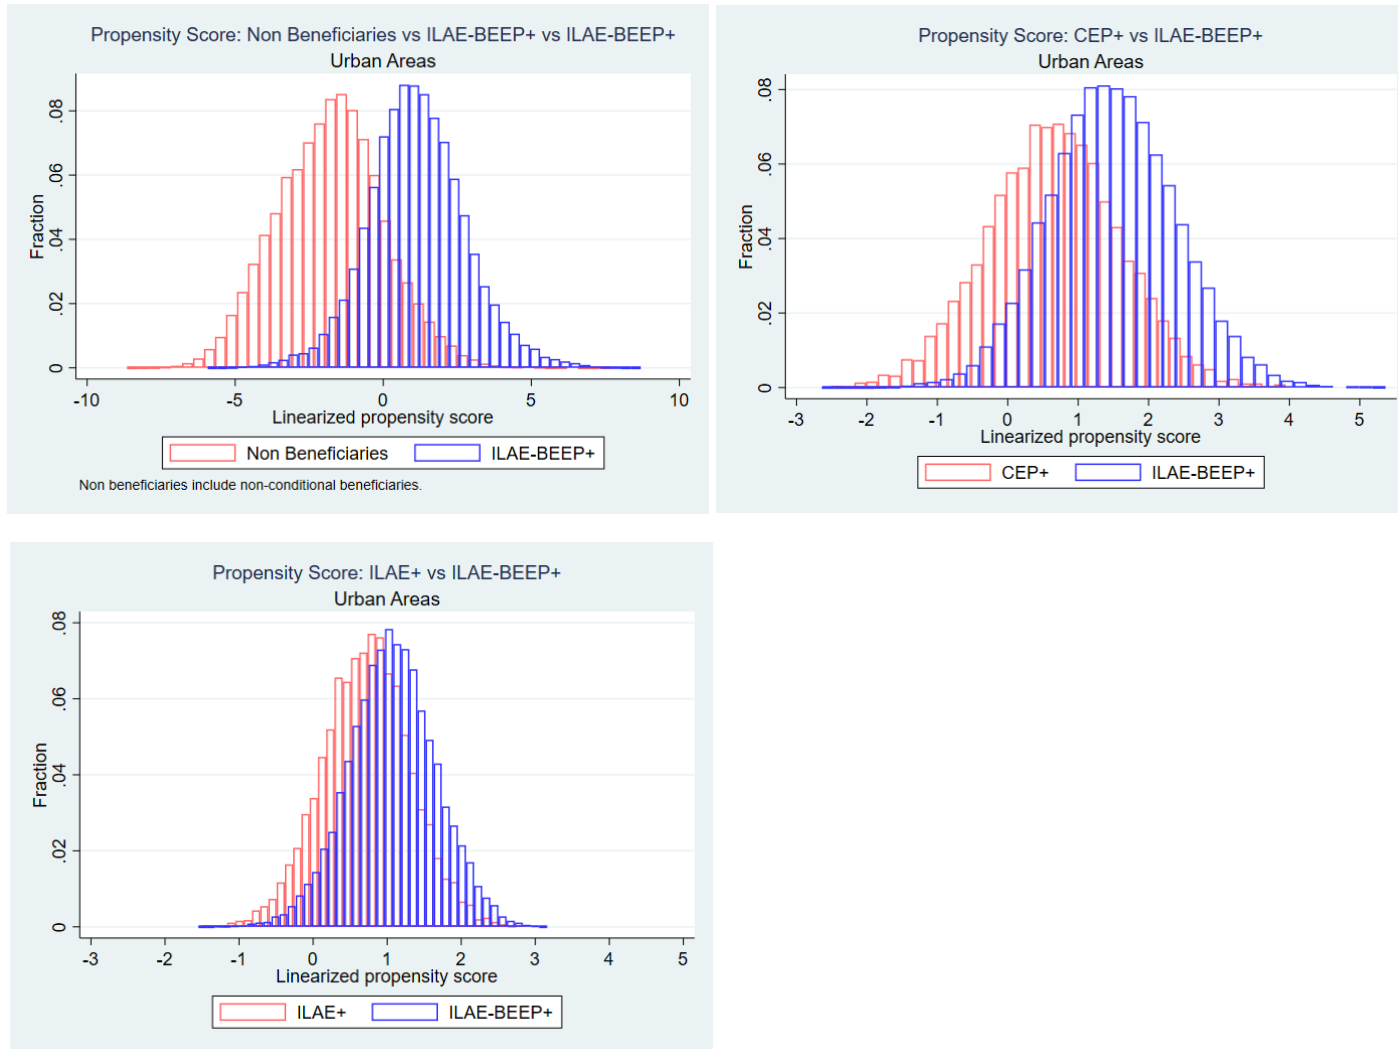 Propensity Score: Non Beneficiaries vs ILAE-BEEP+ vs ILAE-BEEP+
Urban Areas
Fraction
.08
.06
.04
.02
0
-10
-5
0
5
10
Linearized propensity score
Non Beneficiaries
ILAE-BEEP+
Non beneficiaries include non-conditional beneficiaries.
Propensity Score: CEP+ vs ILAE-BEEP+
Urban Areas
Fraction
.08
.06
.04
.02
0
-3
-2
-1
0
1
2
3
4
5
Linearized propensity score
CEP+
ILAE-BEEP+
Propensity Score: ILAE+ vs ILAE-BEEP+
Urban Areas
Fraction
.08
.06
.04
.02
0
-3
-2
-1
0
1
2
3
4
5
Linearized propensity score
ILAE+
ILAE-BEEP+